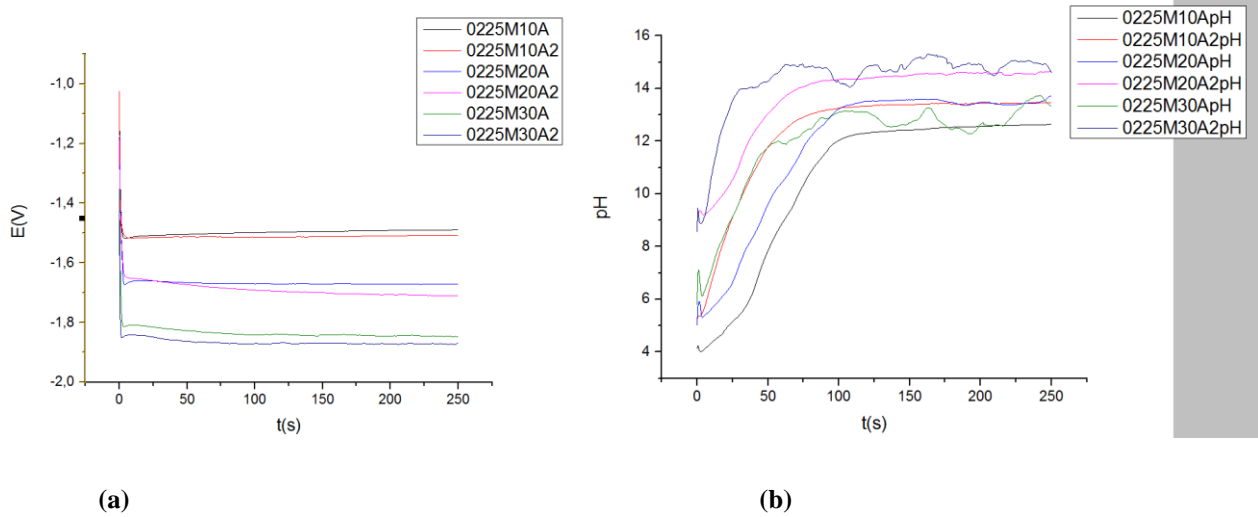 0225M10A
0225M10A2
0225M20A
0225M20A2
0225M30A
0225M30A2
-1,0
-1,2
-1,4
-1,6
-1,8
-2,0
E(V)
0 50 100 150 200 250
t(s)
(a)
0225M10ApH
0225M10A2pH
0225M20ApH
0225M20A2pH
0225M30ApH
0225M30A2pH
16
14
12
10
8
6
4
pH
0 50 100 150 200 250
t(s)
(b)